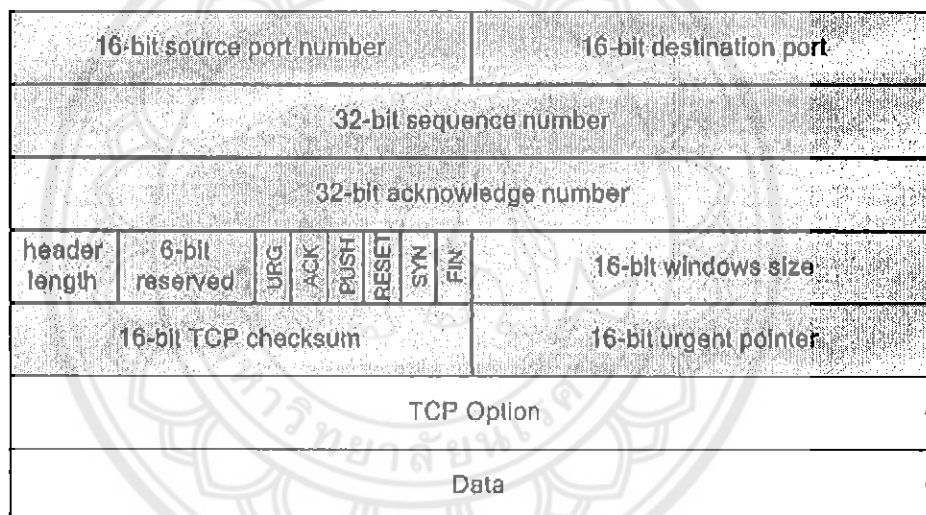 16-bit source port number 16-bit destination port
32-bit sequence number
32-bit acknowledge number
header length 6-bit reserved URG ACK PUSH RESET SYN FIN 16-bit windows size
16-bit TCP checksum 16-bit urgent pointer
TCP Option
Data